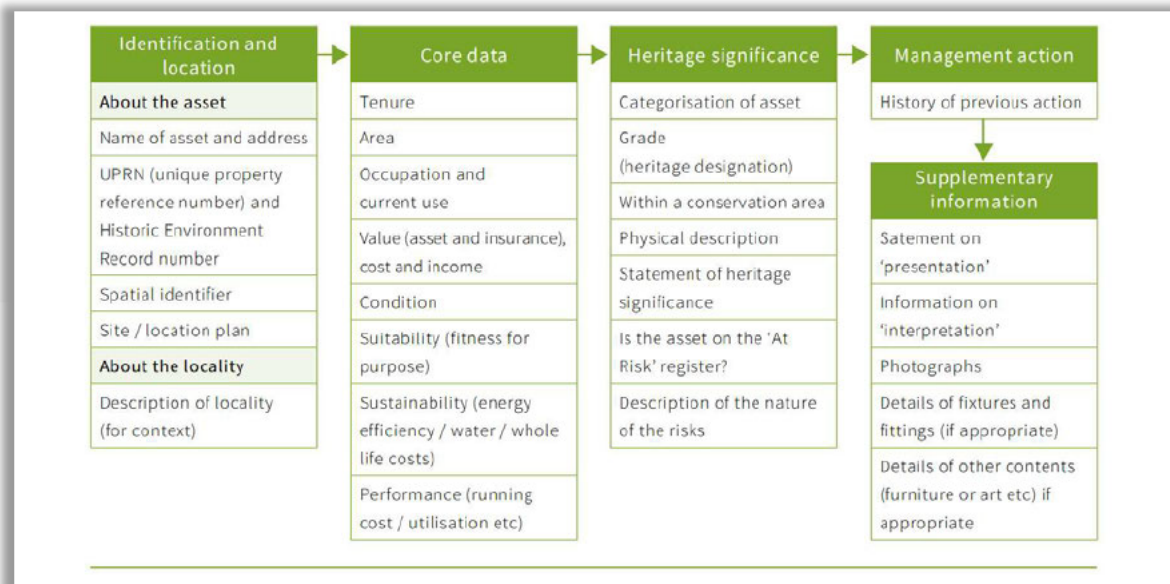 Identification and
location
About the asset
Name of asset and address
UPRN (unique property
reference number) and
Historic Environment
Record number
Spatial identifier
Site / location plan
About the locality
Description of locality
(for context)
Core data
Tenure
Area
Occupation and
current use
Value (asset and insurance),
cost and income
Condition
Suitability (fitness for
purpose)
Sustainability (energy
efficiency / water / whole
life costs)
Performance (running
cost / utilisation etc)
Heritage significance
Categorisation of asset
Grade
(heritage designation)
Within a conservation area
Physical description
Statement of heritage
significance
Is the asset on the ‘At
Risk’ register?
Description of the nature
of the risks
Management action
History of previous action
Supplementary
information
Satement on
‘presentation’
Information on
‘interpretation’
Photographs
Details of fixtures and
fittings (if appropriate)
Details of other contents
(furniture or art etc) if
appropriate